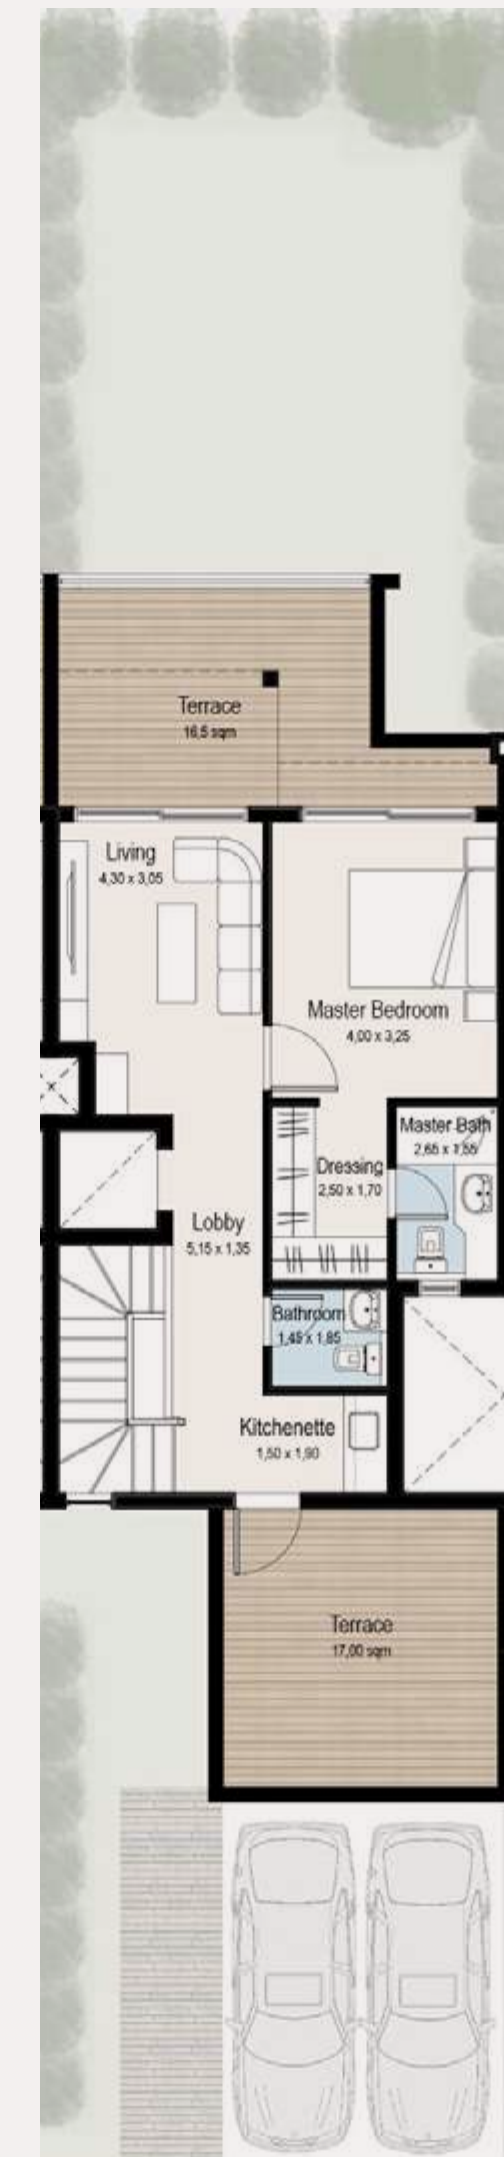 Terrace
16,5 sqm
Living
4,30 x 3,05
Master Bedroom
4,00 x 3,25
Master Bath
2,65 x 1,55
Dressing
2,50 x 1,70
Lobby
5,15 x 1,35
Bathroom
1,45 x 1,85
Kitchenette
1,50 x 1,90
Terrace
17,00 sqm